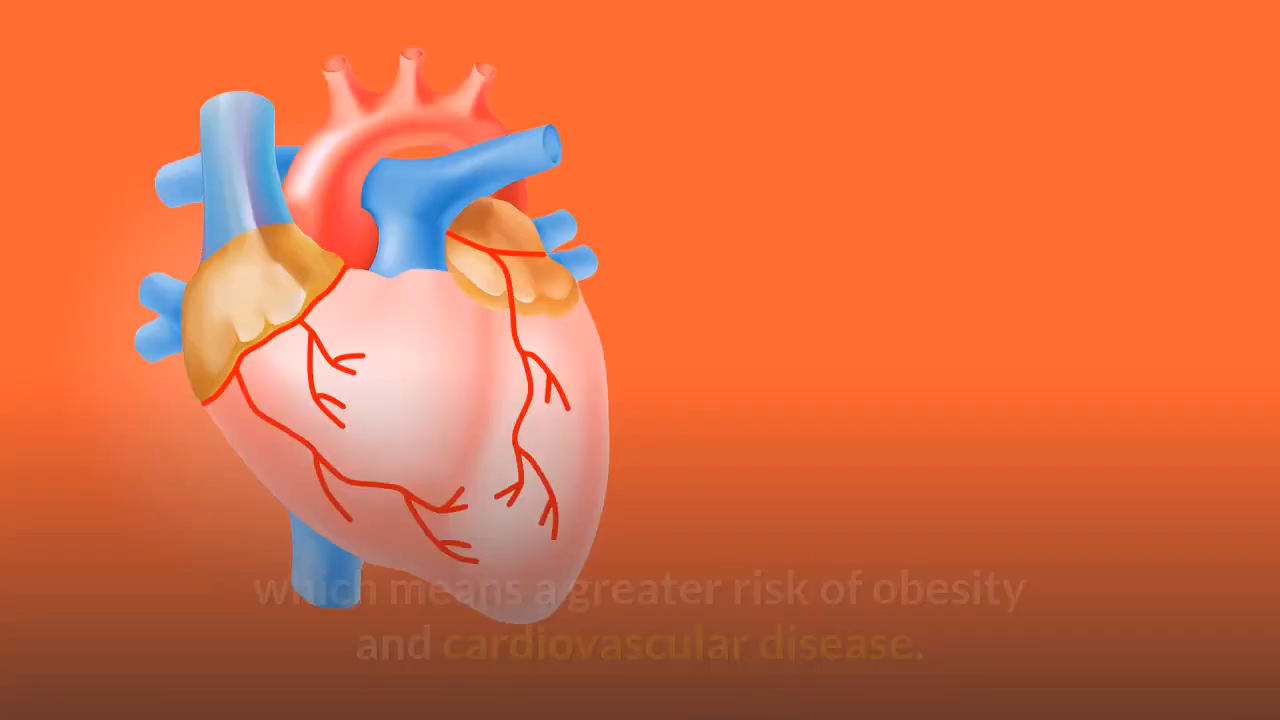 which means a greater risk of obesity
and cardiovascular disease.